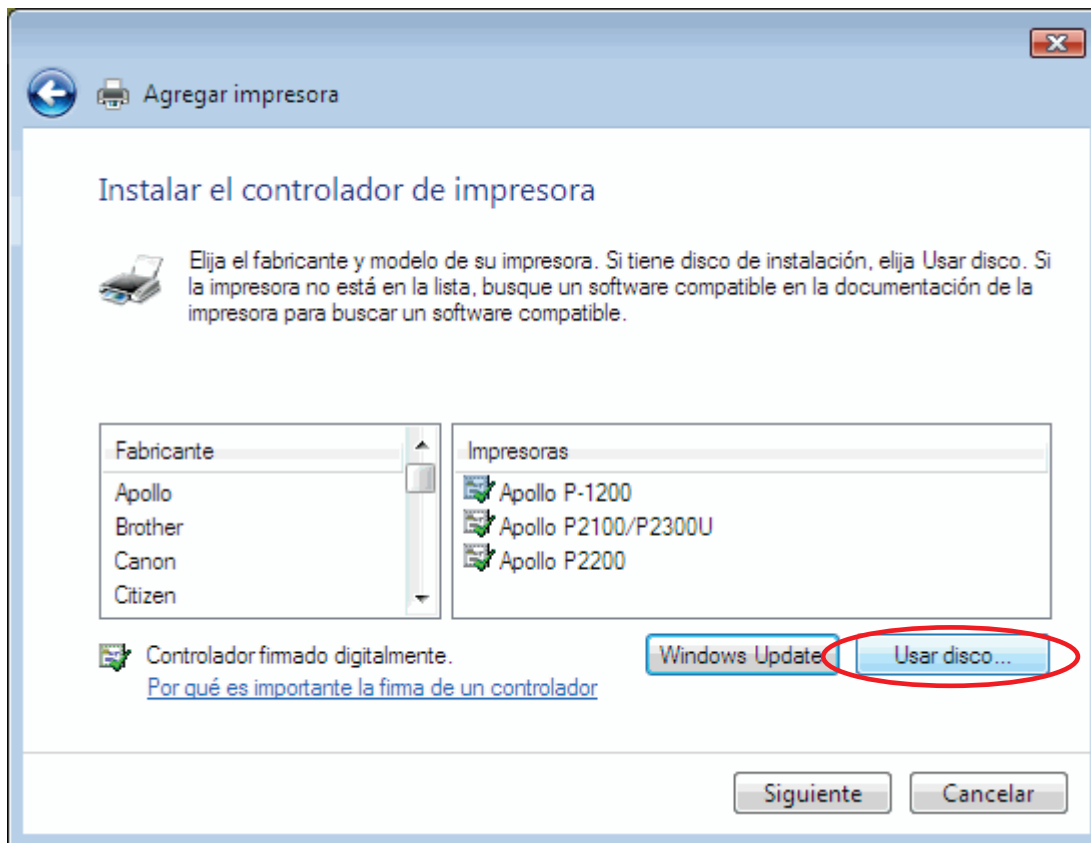 Agregar impresora
Instalar el controlador de impresora
Elija el fabricante y modelo de su impresora. Si tiene disco de instalación, elija Usar disco. Si
la impresora no está en la lista, busque un software compatible en la documentación de la
impresora para buscar un software compatible.
Fabricante
Apollo
Brother
Canon
Citizen
Impresoras
Apollo P-1200
Apollo P2100/P2300U
Apollo P2200
Controlador firmado digitalmente.
Por qué es importante la firma de un controlador
Windows Update
Usar disco...
Siguiente
Cancelar